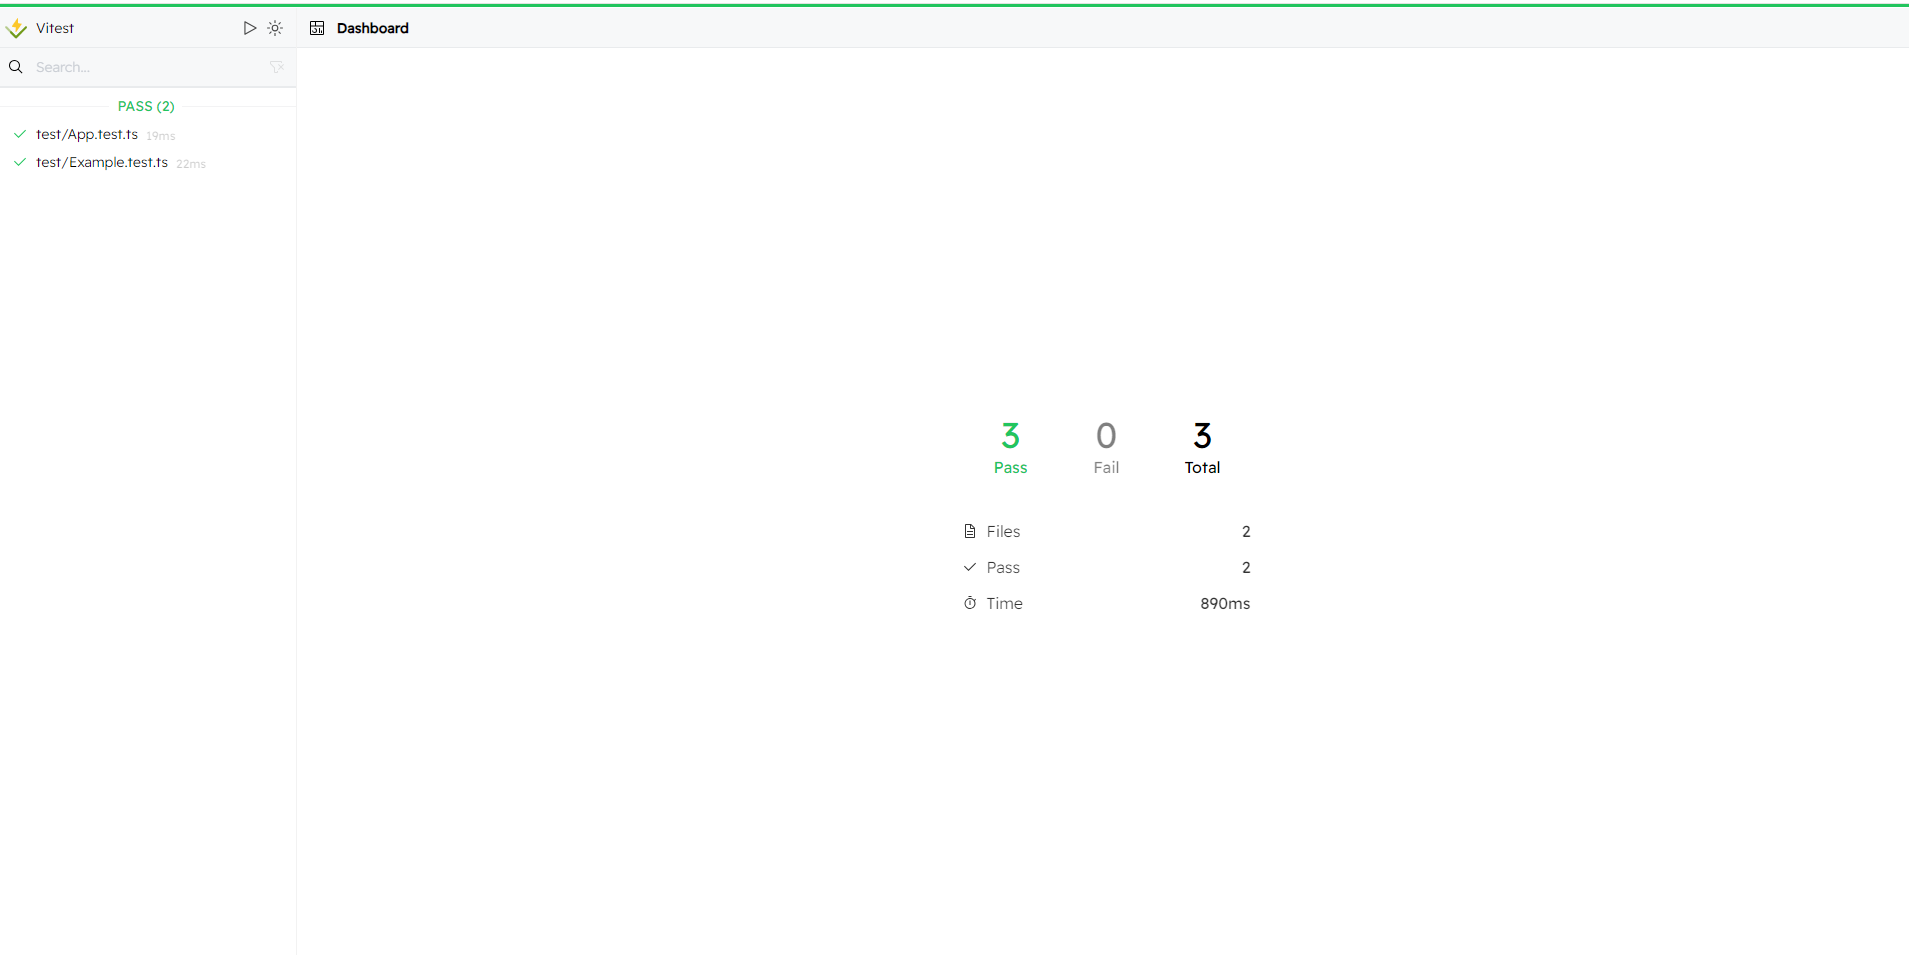 Vitest
Dashboard
Search...
PASS (2)
test/App.test.ts 19ms
test/Example.test.ts 22ms
3 0 3
Pass Fail Total
Files 2
Pass 2
Time 890ms